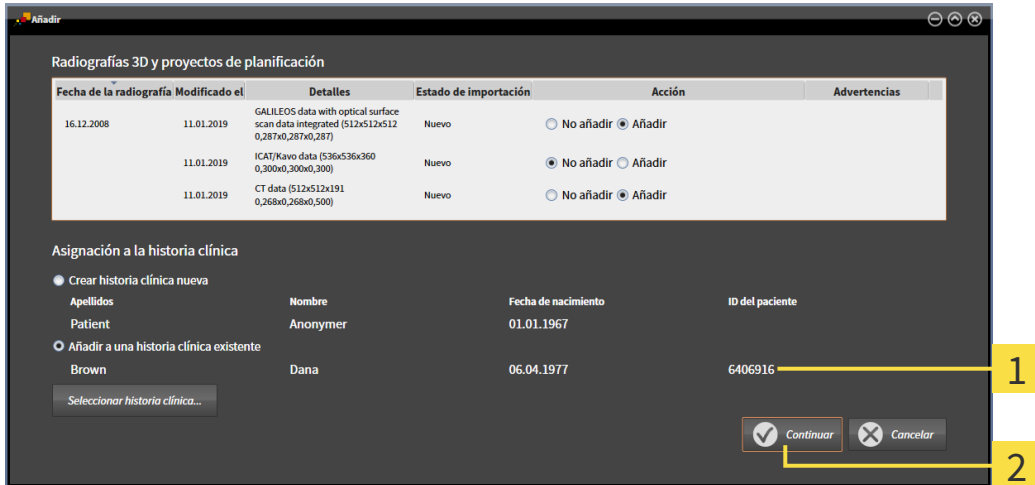 Añadir
Radiografías 3D y proyectos de planificación
Fecha de la radiografía Modificado el Detalles Estado de importación Acción Advertencias
GALILEOS data with optical surface
16.12.2008 11.01.2019 scan data integrated (512x512x512 Nuevo No añadir Añadir
0,287x0,287x0,287)
ICAT/Kavo data (536x536x360
11.01.2019 Nuevo No añadir Añadir
0,300x0,300x0,300)
CT data (512x512x191
11.01.2019 Nuevo No añadir Añadir
0,268x0,268x0,500)
Asignación a la historia clínica
Crear historia clínica nueva
Apellidos Nombre Fecha de nacimiento ID del paciente
Patient Anonymer 01.01.1967
Añadir a una historia clínica existente
Brown Dana 06.04.1977 6406916 1
Seleccionar historia clínica...
Continuar Cancelar
2